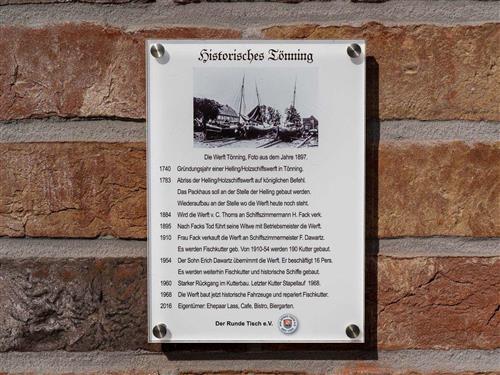 Historisches Tönning
Die Werft Tönning, Foto aus dem Jahre 1897.
1740 Gründungsjahr einer Helling/Holzschiffswerft in Tönning.
1783 Abriss der Helling/Holzschiffswerft auf königlichen Befehl.
Das Packhaus soll an der Stelle der Helling gebaut werden.
Wiederaufbau an der Stelle wo die Werft heute noch steht.
1884 Wird die Werft v. C. Thoms an Schiffszimmermann H. Fack verk.
1895 Nach Facks Tod führt seine Witwe mit Betriebsmeister die Werft.
1910 Frau Fack verkauft die Werft an Schiffszimmermeister F. Dawartz.
Es werden Fischkutter geb. Von 1910-54 werden 190 Kutter gebaut.
1954 Der Sohn Erich Dawartz übernimmt die Werft. Er beschäftigt 16 Pers.
Es werden weiterhin Fischkutter und historische Schiffe gebaut.
1960 Starker Rückgang im Kutterbau. Letzter Kutter Stapellauf 1968.
1968 Die Werft baut jetzt historische Fahrzeuge und repariert Fischkutter.
2016 Eigentümer: Ehepaar Lass, Cafe, Bistro, Biergarten.
Der Runde Tisch e.V.